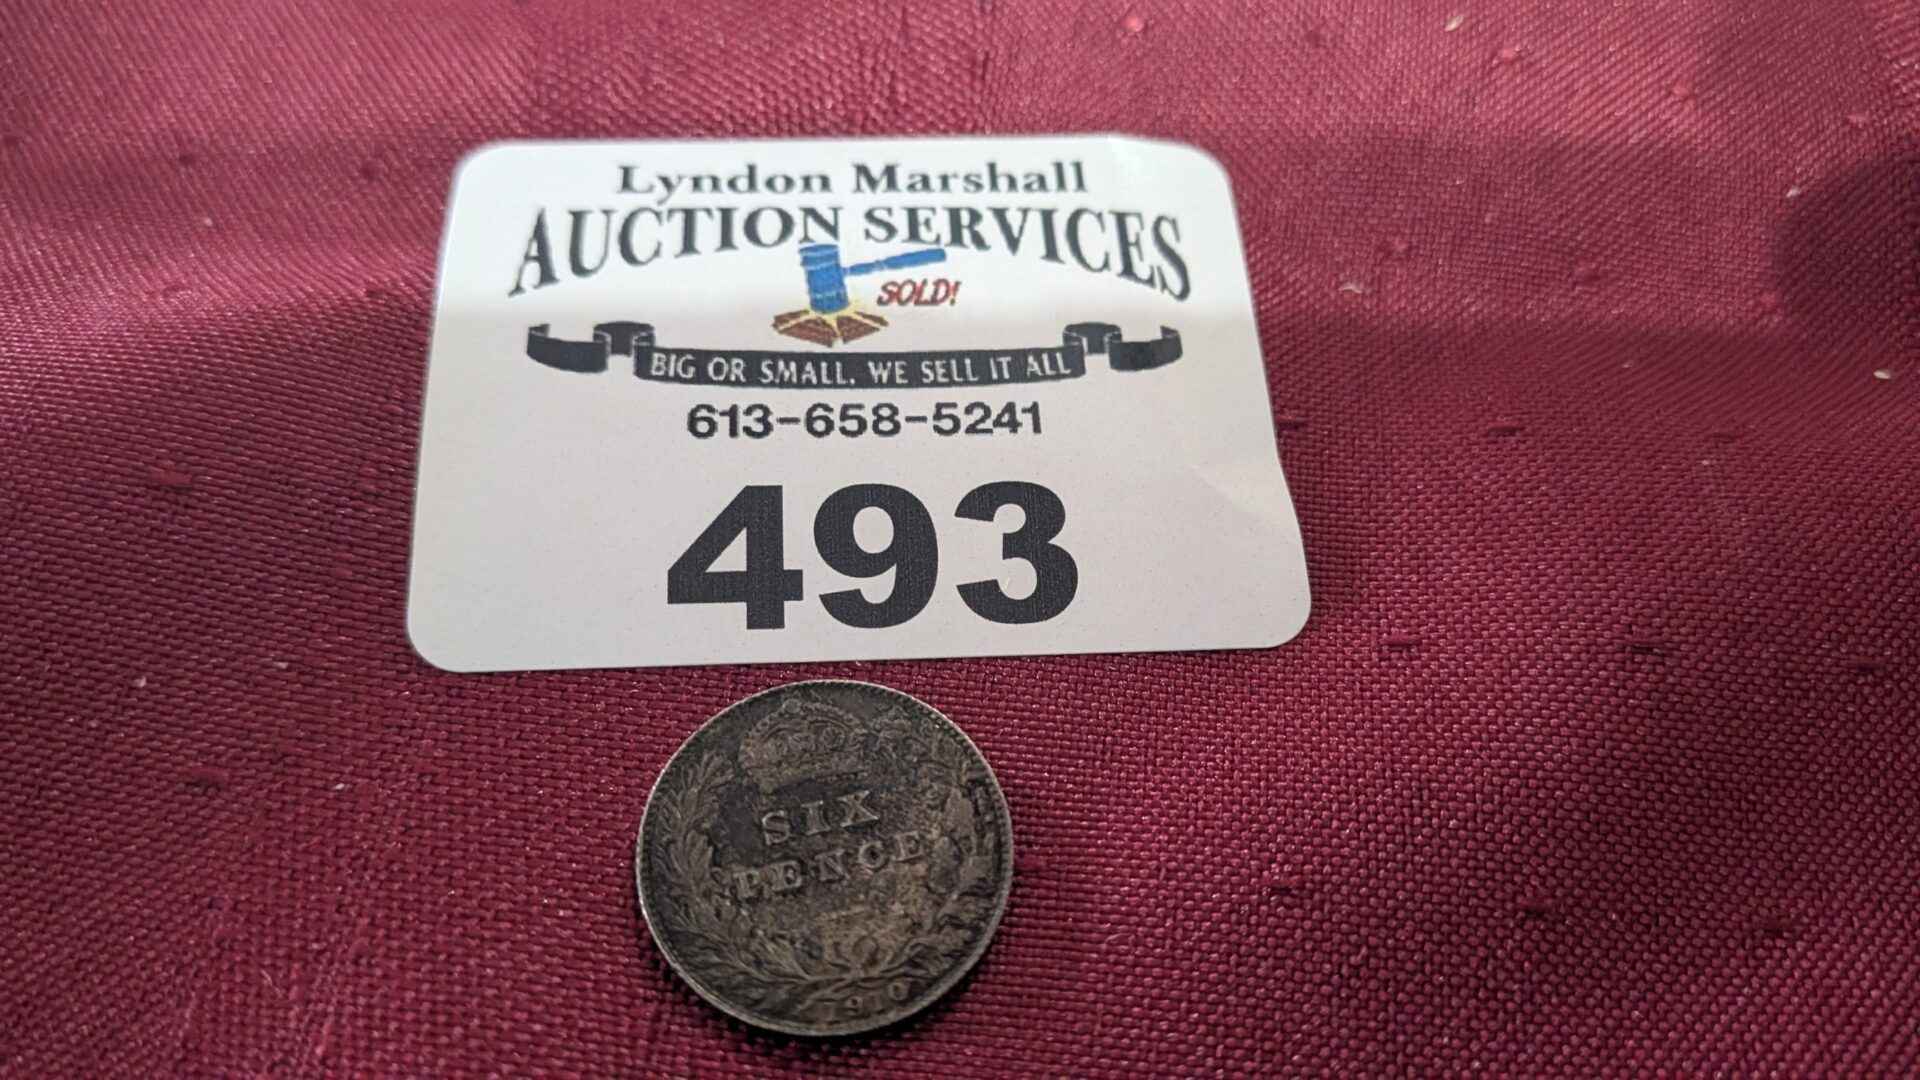 Lyndon Marshall
AUCTION SERVICES
SOLD!
BIG OR SMALL, WE SELL IT ALL
613-658-5241
493
SIX
PENCE
1910